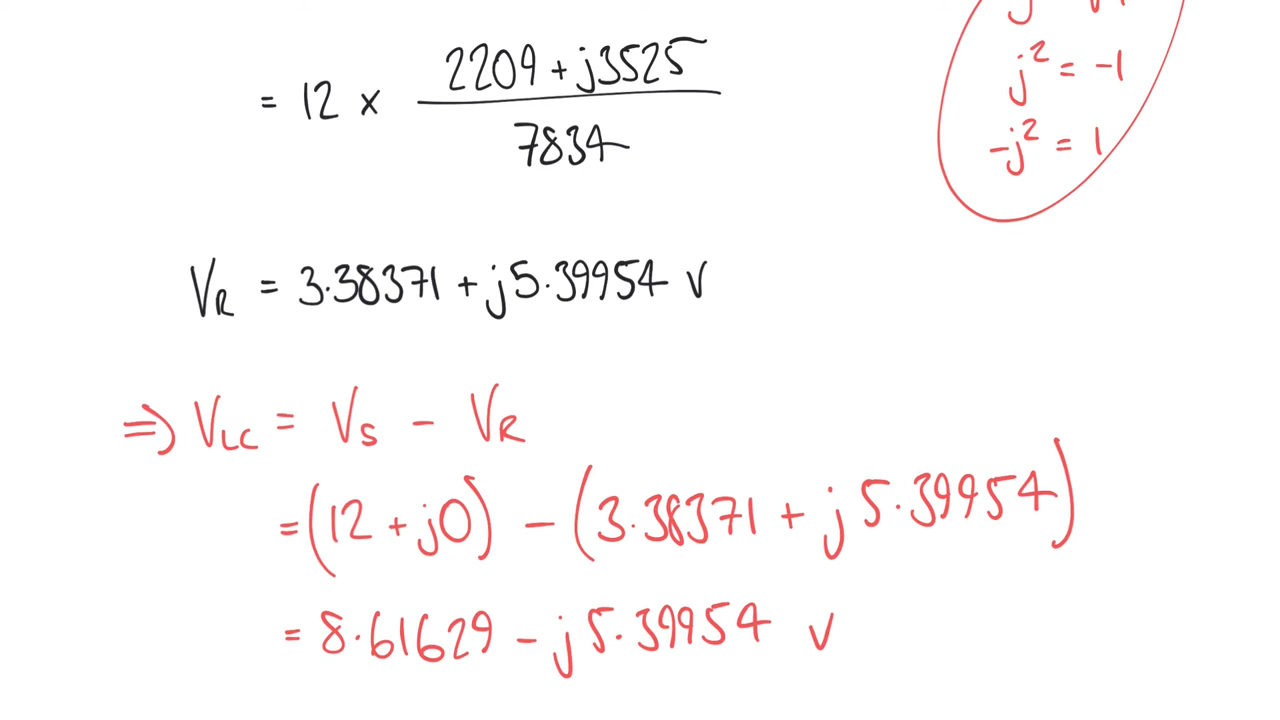 = 12 × (2209 + j3525) / 7834
j² = -1
-j² = 1
V_R = 3.38371 + j5.39954 V
⇒ V_LC = V_S - V_R
= (12 + j0) - (3.38371 + j5.39954)
= 8.61629 - j5.39954 V